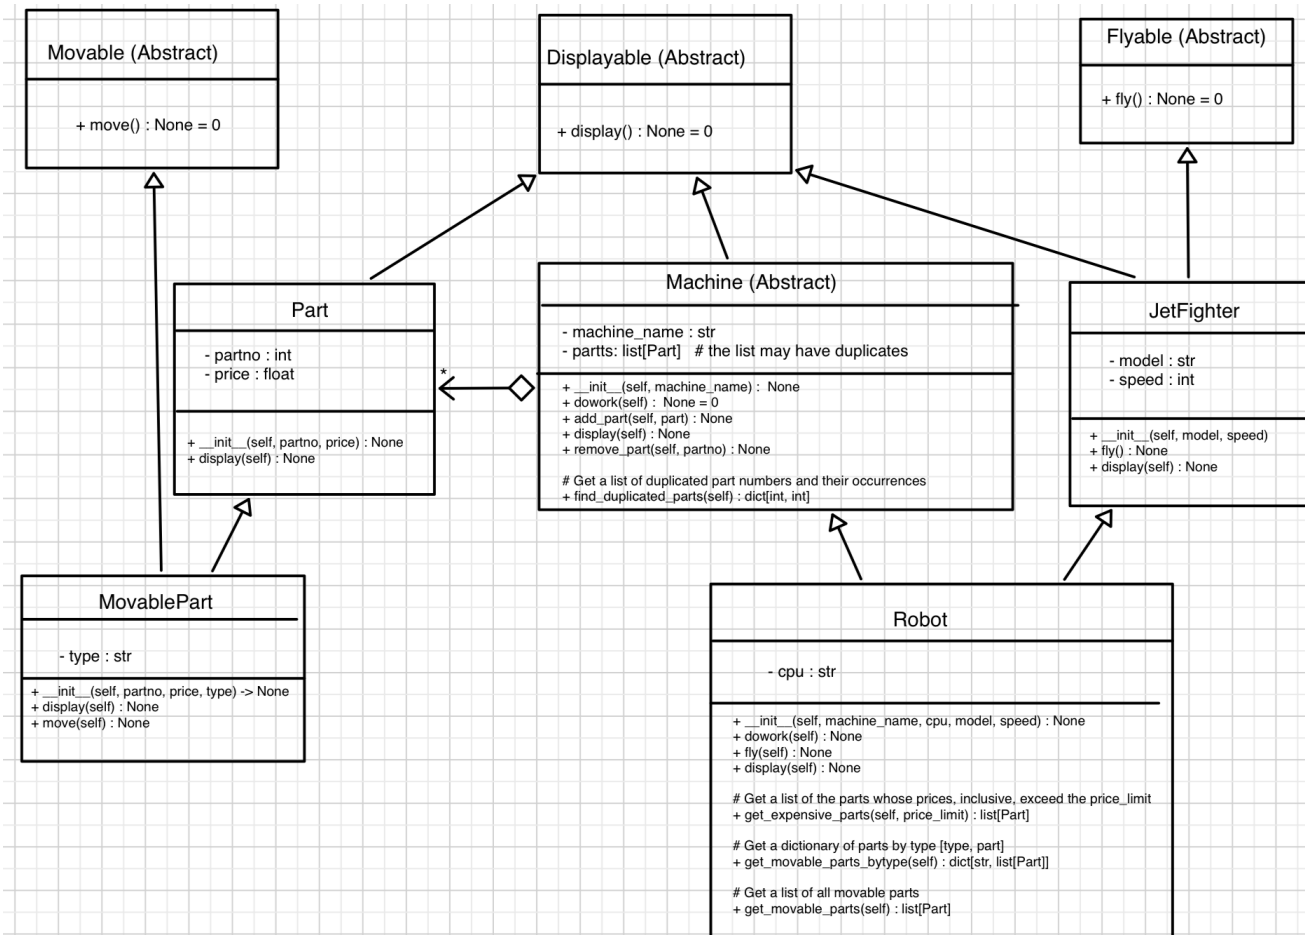 Movable (Abstract)
+ move() : None = 0
Displayable (Abstract)
+ display() : None = 0
Flyable (Abstract)
+ fly() : None = 0
Part
- partno : int
- price : float
+ __init__(self, partno, price) : None
+ display(self) : None
*
Machine (Abstract)
- machine_name : str
- partts: list[Part]   # the list may have duplicates
+ __init__(self, machine_name) :  None
+ dowork(self) :  None = 0
+ add_part(self, part) : None
+ display(self) : None
+ remove_part(self, partno) : None
# Get a list of duplicated part numbers and their occurrences
+ find_duplicated_parts(self) : dict[int, int]
JetFighter
- model : str
- speed : int
+ __init__(self, model, speed)
+ fly() : None
+ display(self) : None
MovablePart
- type : str
+ __init__(self, partno, price, type) -> None
+ display(self) : None
+ move(self) : None
Robot
- cpu : str
+ __init__(self, machine_name, cpu, model, speed) : None
+ dowork(self) : None
+ fly(self) : None
+ display(self) : None
# Get a list of the parts whose prices, inclusive, exceed the price_limit
+ get_expensive_parts(self, price_limit) : list[Part]
# Get a dictionary of parts by type [type, part]
+ get_movable_parts_bytype(self) : dict[str, list[Part]]
# Get a list of all movable parts
+ get_movable_parts(self) : list[Part]